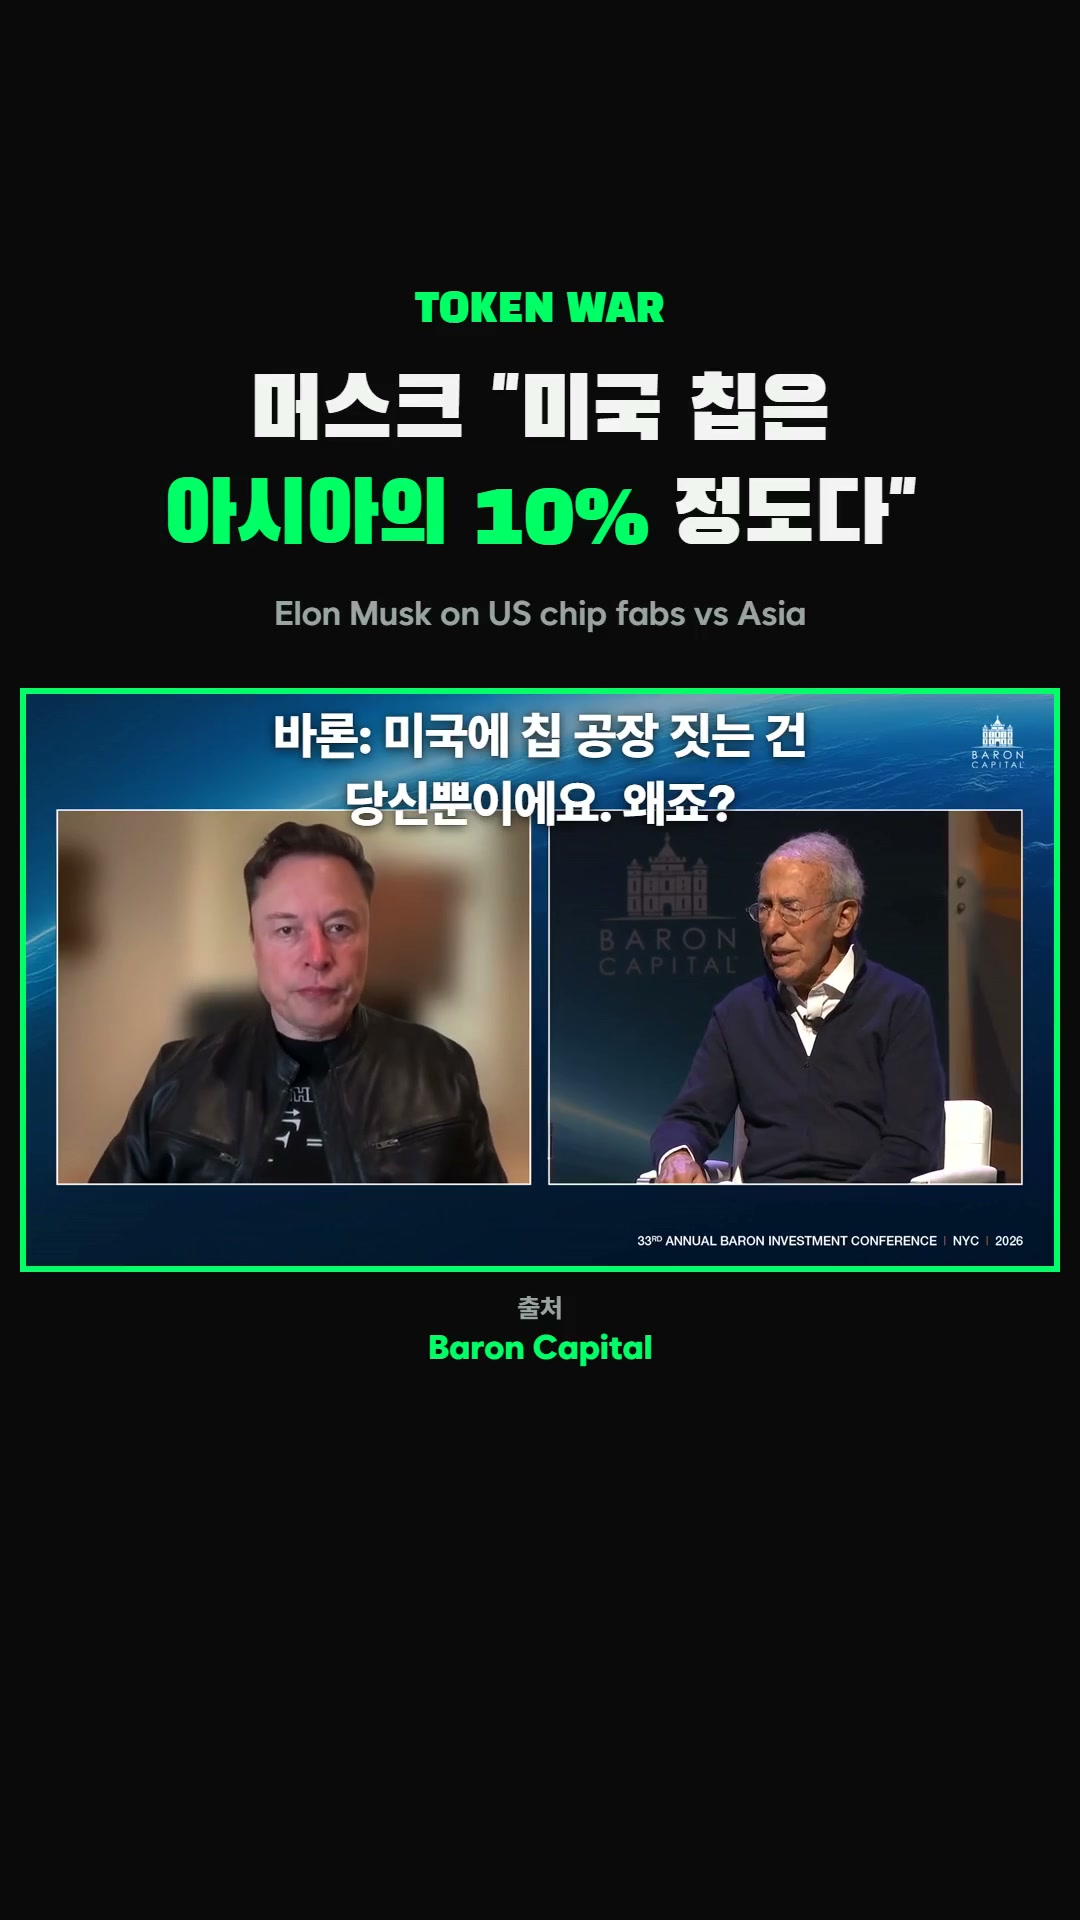 TOKEN WAR
머스크 "미국 칩은
아시아의 10% 정도다"
Elon Musk on US chip fabs vs Asia
바론: 미국에 칩 공장 짓는 건
당신뿐이에요. 왜죠?
BARON
CAPITAL
BARON
CAPITAL
33RD ANNUAL BARON INVESTMENT CONFERENCE | NYC | 2026
출처
Baron Capital